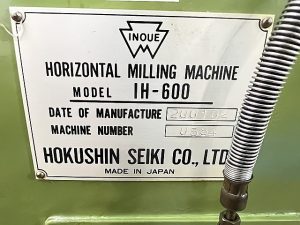 INOUE
HORIZONTAL MILLING MACHINE
MODEL IH-600
DATE OF MANUFACTURE
MACHINE NUMBER
HOKUSHIN SEIKI CO., LTD
MADE IN JAPAN